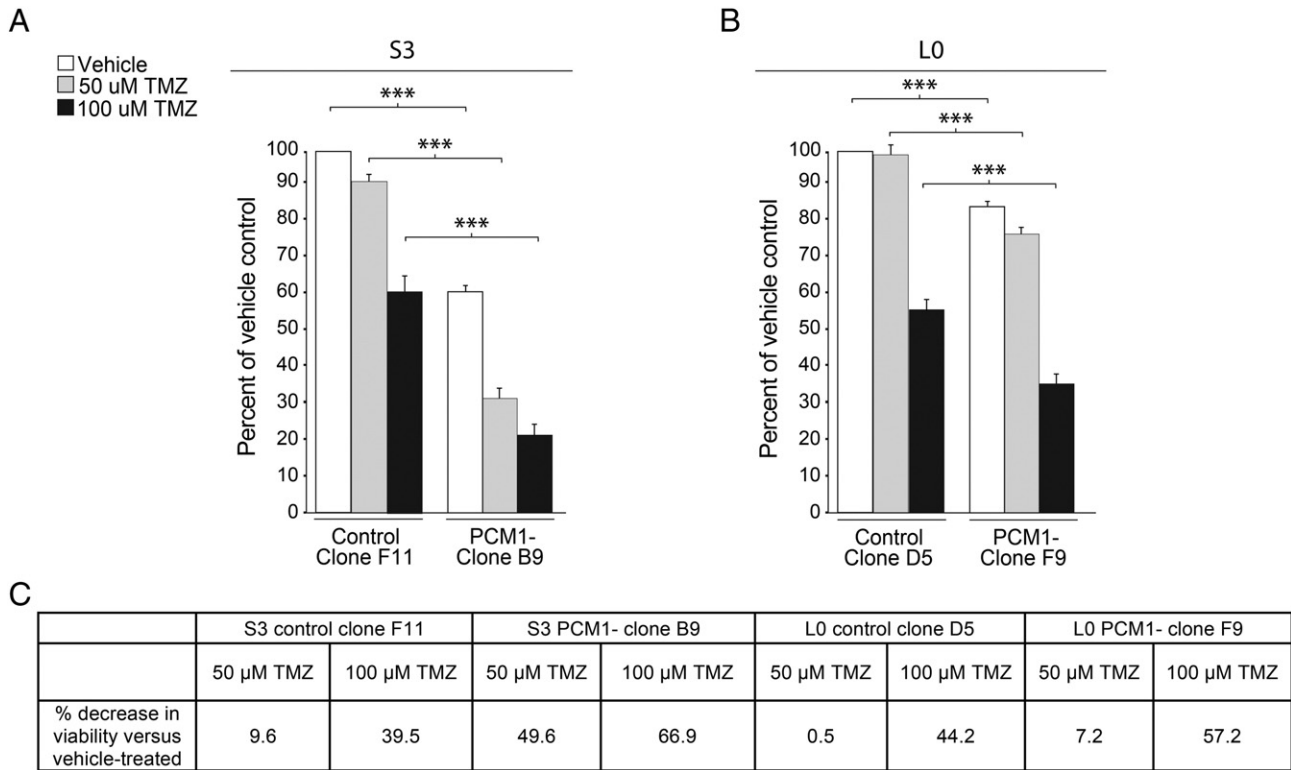 A
S3
Vehicle
50 uM TMZ
100 uM TMZ
***
***
***
Percent of vehicle control
100
90
80
70
60
50
40
30
20
10
0
Control
Clone F11
PCM1-
Clone B9
B
L0
***
***
***
Percent of vehicle control
100
90
80
70
60
50
40
30
20
10
0
Control
Clone D5
PCM1-
Clone F9
C
S3 control clone F11 S3 PCM1- clone B9 L0 control clone D5 L0 PCM1- clone F9
50 µM TMZ 100 µM TMZ 50 µM TMZ 100 µM TMZ 50 µM TMZ 100 µM TMZ 50 µM TMZ 100 µM TMZ
% decrease in
viability versus
vehicle-treated
9.6 39.5 49.6 66.9 0.5 44.2 7.2 57.2